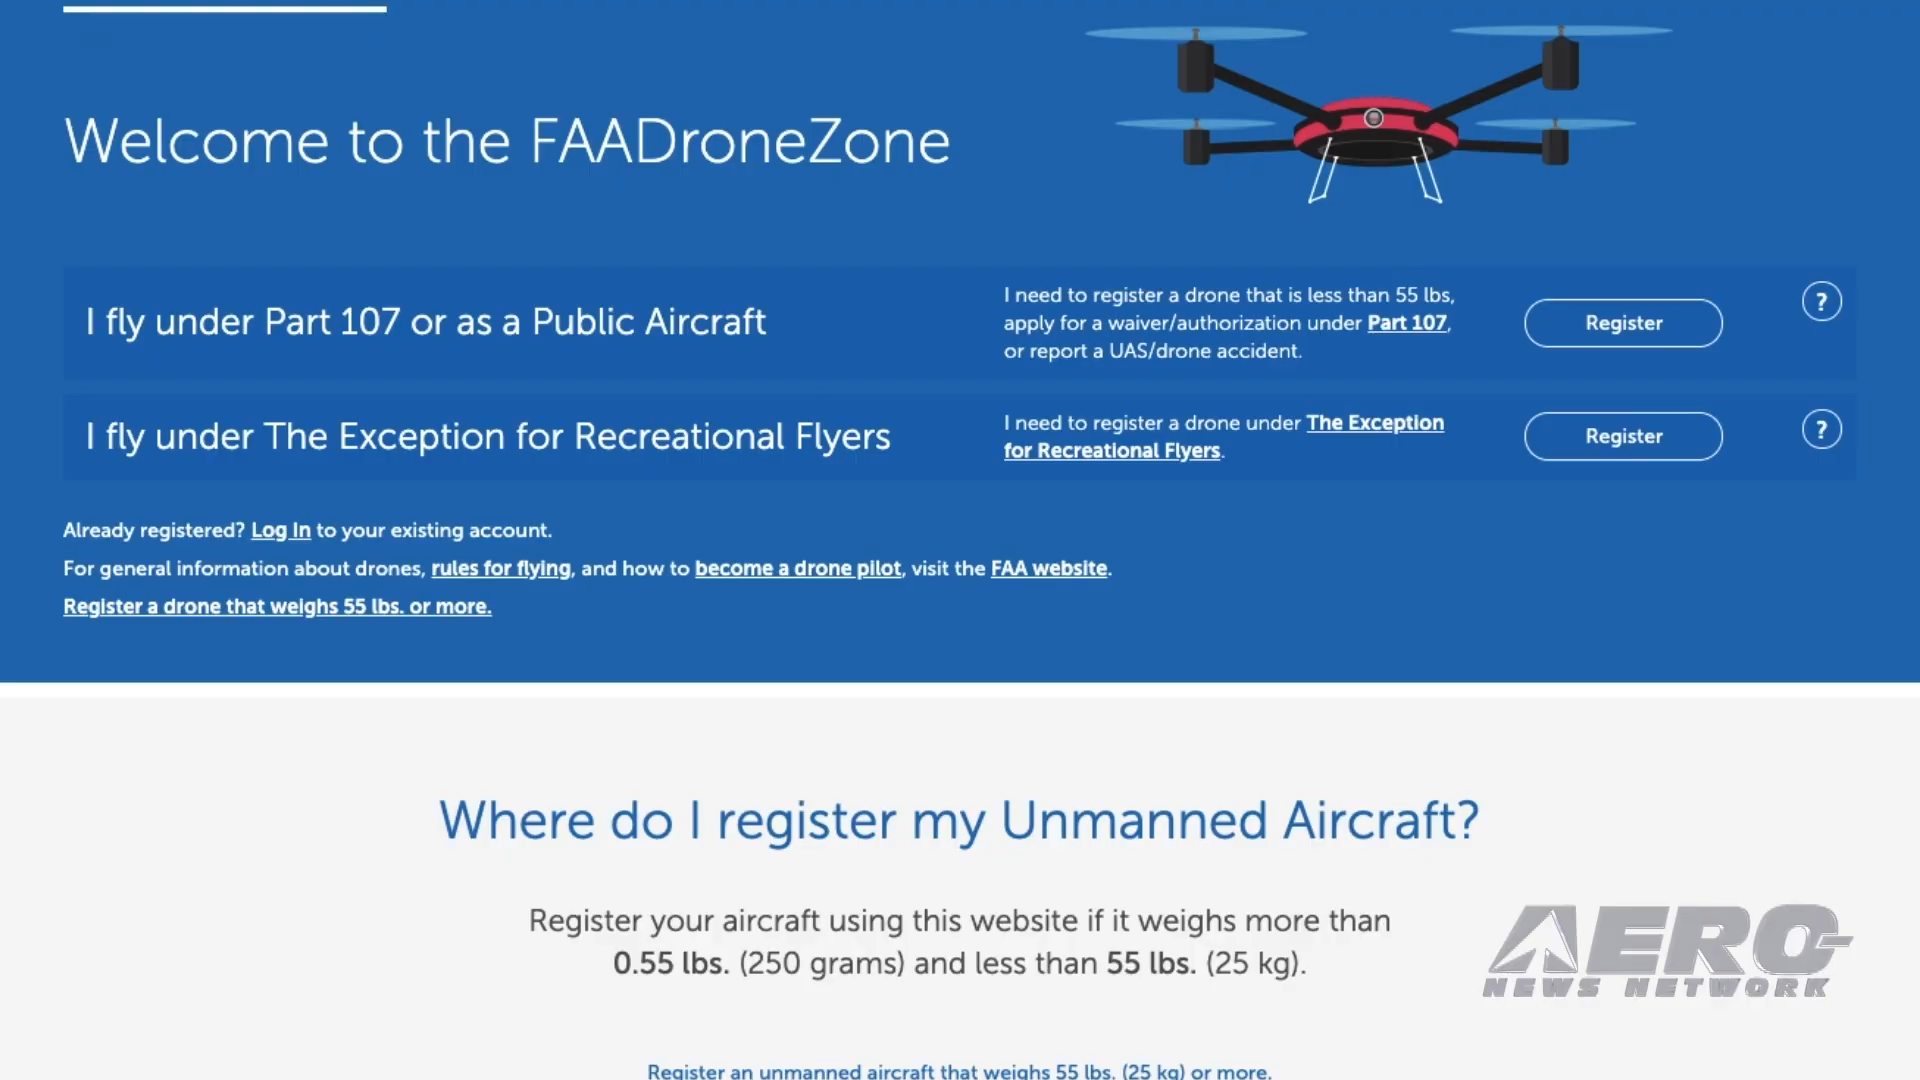 Welcome to the FAADroneZone
I fly under Part 107 or as a Public Aircraft
I need to register a drone that is less than 55 lbs,
apply for a waiver/authorization under Part 107,
or report a UAS/drone accident.
Register
?
I fly under The Exception for Recreational Flyers
I need to register a drone under The Exception
for Recreational Flyers.
Register
?
Already registered? Log In to your existing account.
For general information about drones, rules for flying, and how to become a drone pilot, visit the FAA website.
Register a drone that weighs 55 lbs. or more.
Where do I register my Unmanned Aircraft?
Register your aircraft using this website if it weighs more than
0.55 lbs. (250 grams) and less than 55 lbs. (25 kg).
AERO-
NEWS NETWORK
Register an unmanned aircraft that weighs 55 lbs. (25 kg) or more.